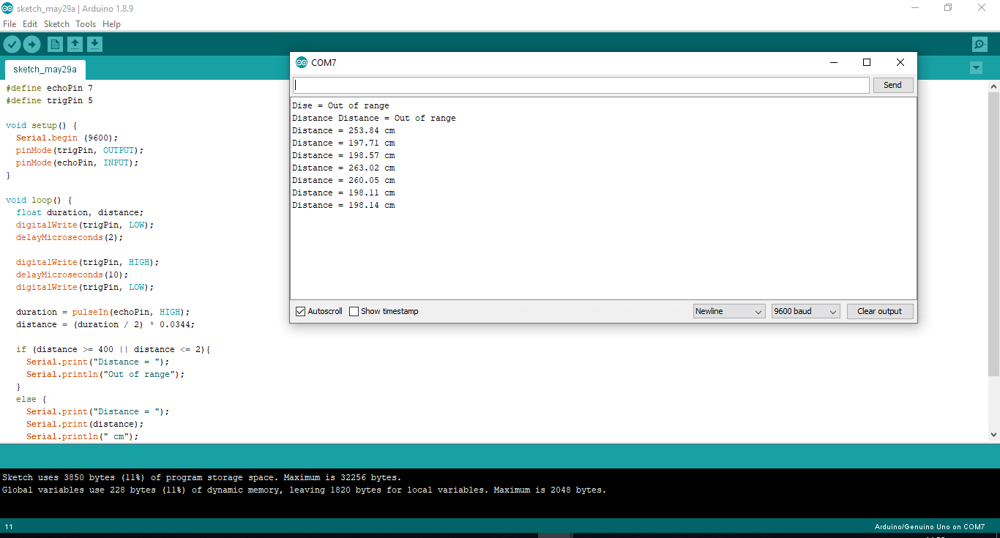 sketch_may29a | Arduino 1.8.9
File Edit Sketch Tools Help
sketch_may29a
#define echoPin 7
#define trigPin 5
void setup() {
Serial.begin (9600);
pinMode(trigPin, OUTPUT);
pinMode(echoPin, INPUT);
}
void loop() {
float duration, distance;
digitalWrite(trigPin, LOW);
delayMicroseconds(2);
digitalWrite(trigPin, HIGH);
delayMicroseconds(10);
digitalWrite(trigPin, LOW);
duration = pulseIn(echoPin, HIGH);
distance = (duration / 2) * 0.0344;
if (distance >= 400 || distance <= 2){
Serial.print("Distance = ");
Serial.println("Out of range");
}
else {
Serial.print("Distance = ");
Serial.print(distance);
Serial.println(" cm");
COM7
Send
Dise = Out of range
Distance Distance = Out of range
Distance = 253.84 cm
Distance = 197.71 cm
Distance = 198.57 cm
Distance = 263.02 cm
Distance = 260.05 cm
Distance = 198.11 cm
Distance = 198.14 cm
Autoscroll Show timestamp Newline 9600 baud Clear output
Sketch uses 3850 bytes (11%) of program storage space. Maximum is 32256 bytes.
Global variables use 228 bytes (11%) of dynamic memory, leaving 1820 bytes for local variables. Maximum is 2048 bytes.
11 Arduino/Genuino Uno on COM7